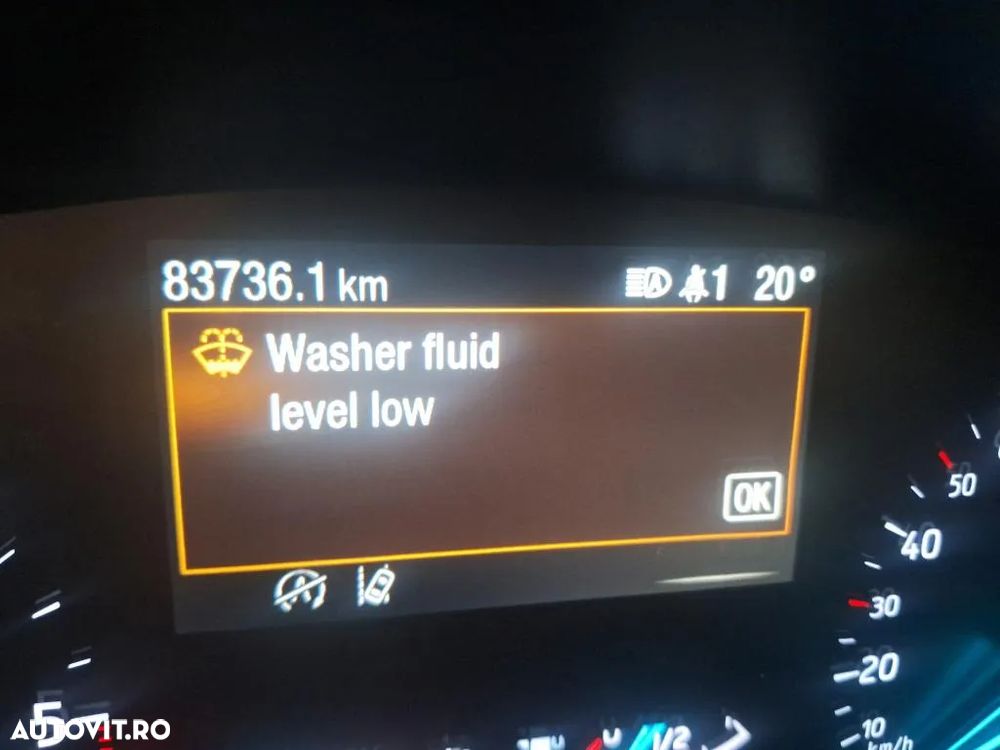 83736.1 km
1 20°
Washer fluid
level low
OK
50
40
30
20
10
km/h
5
1/2
AUTOVIT.RO